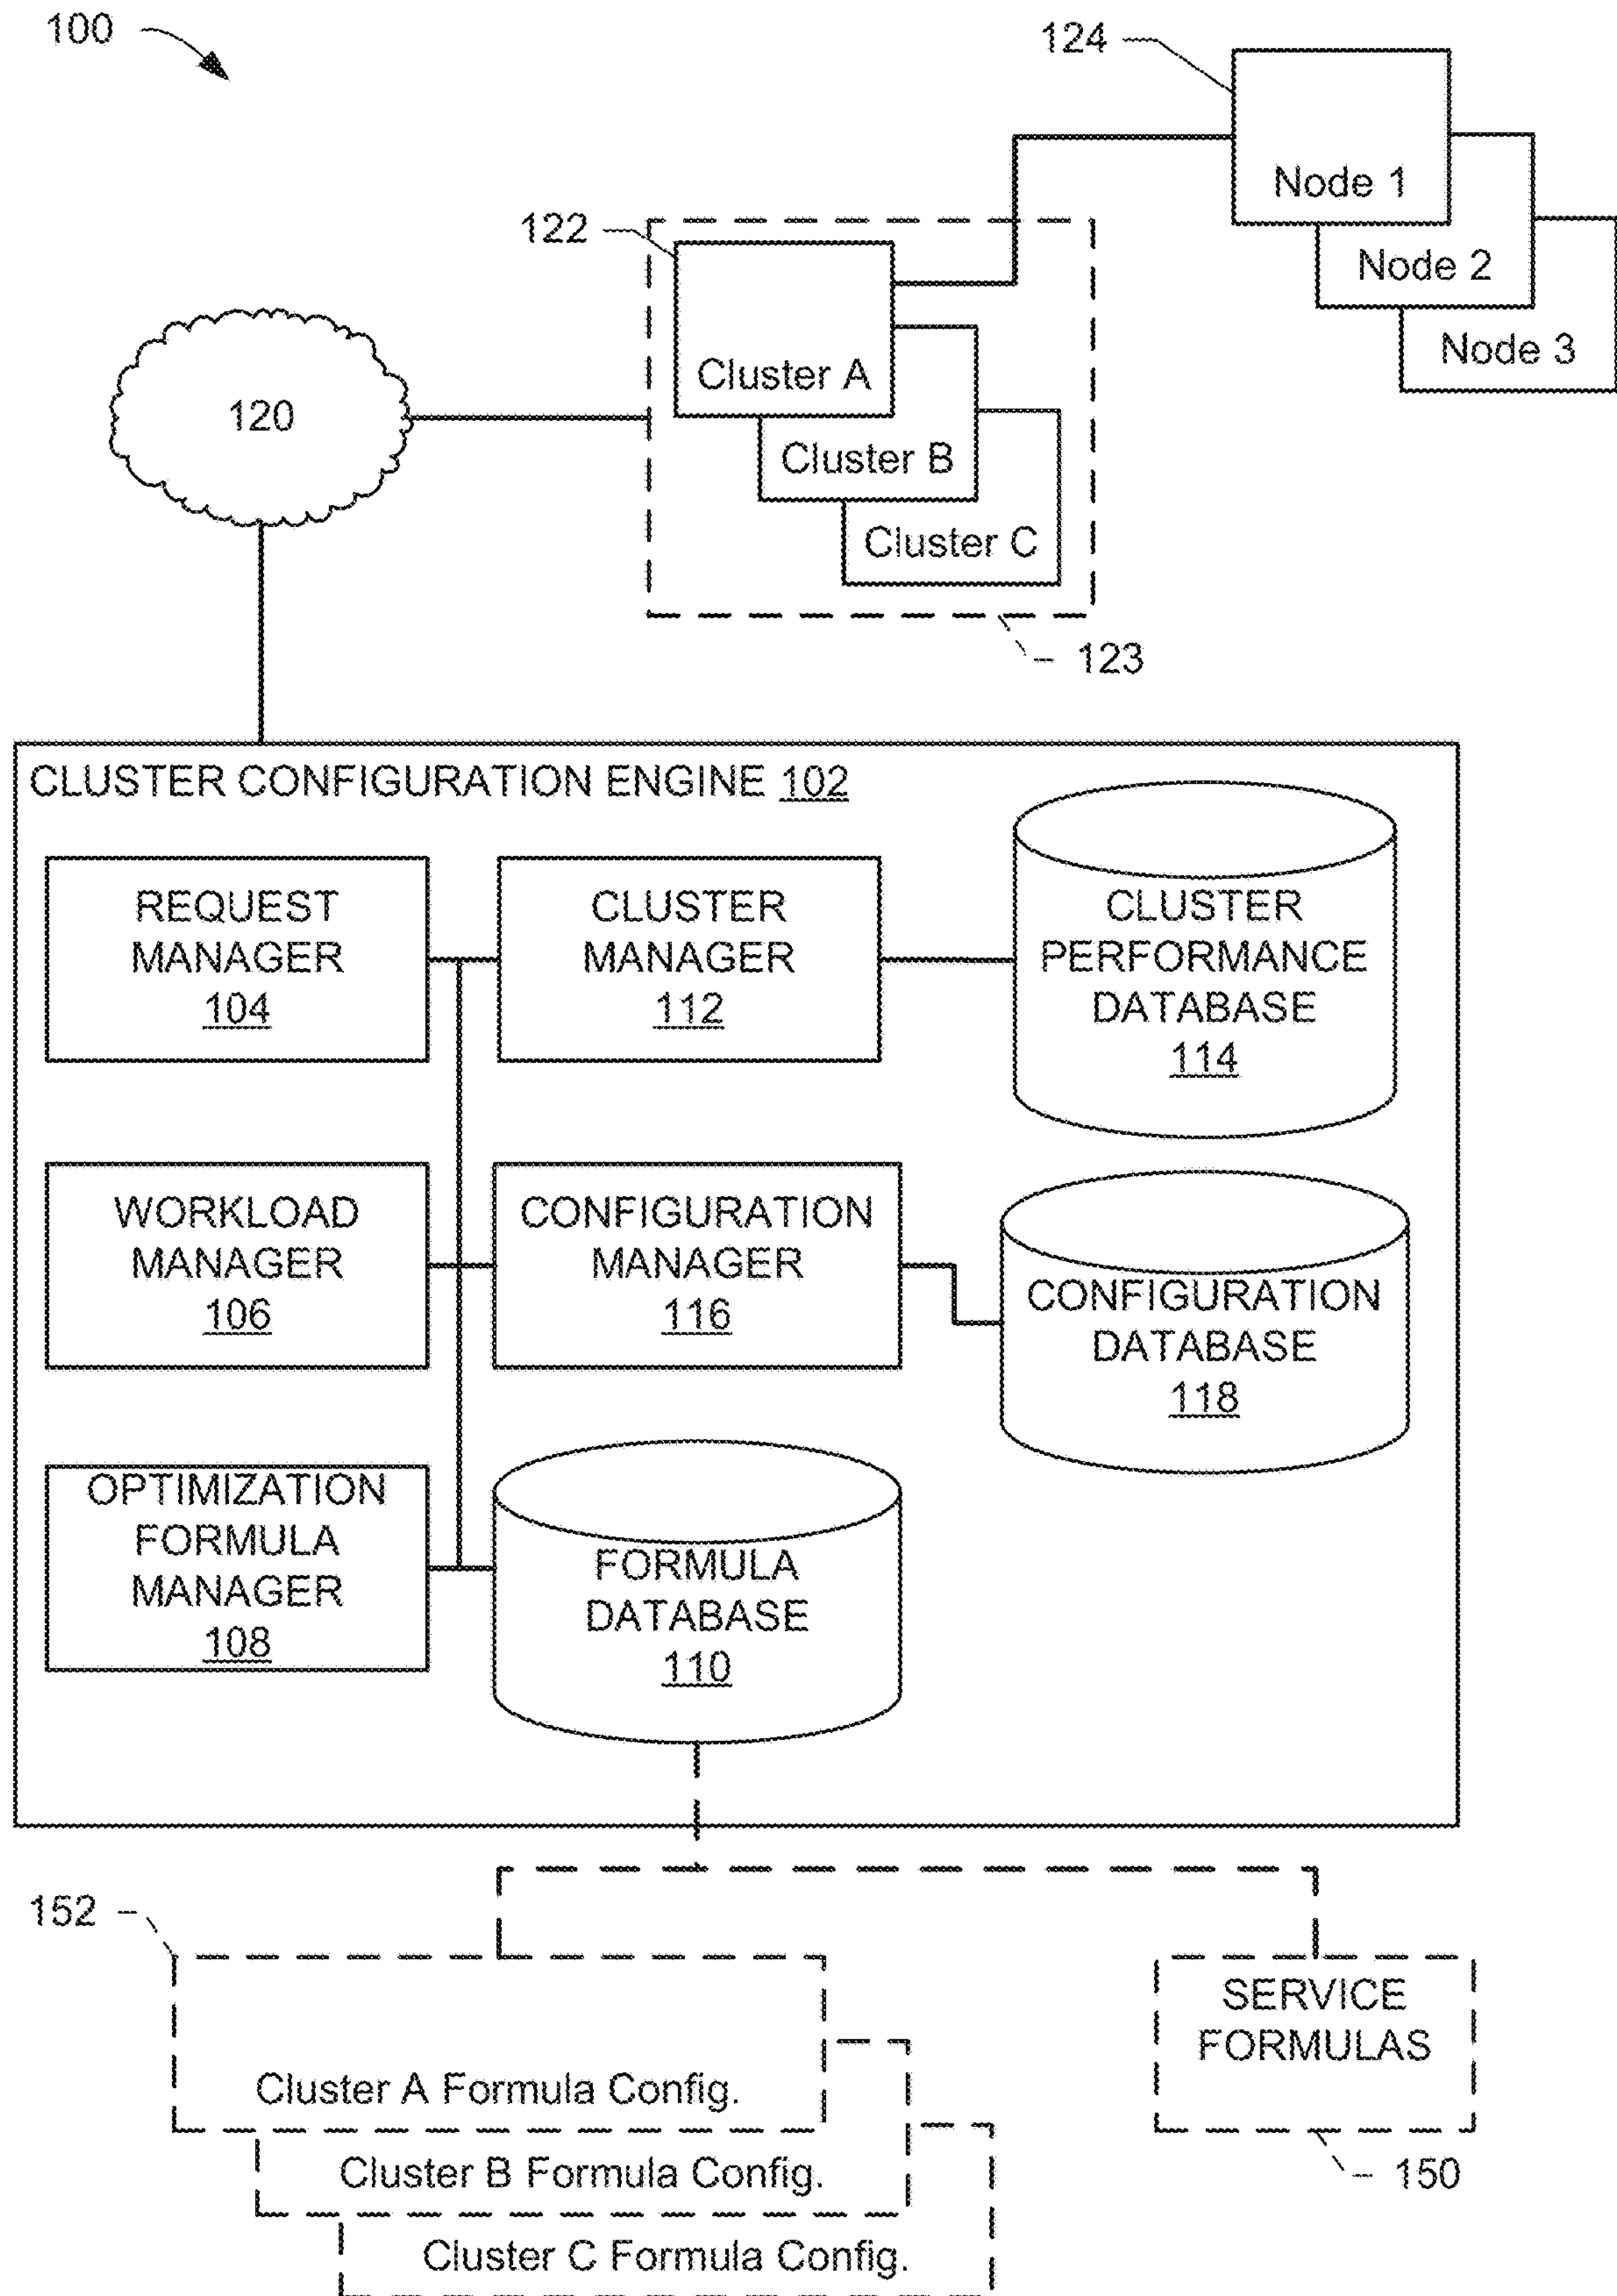 100
124
Node 1
Node 2
Node 3
122
Cluster A
Cluster B
Cluster C
123
120
CLUSTER CONFIGURATION ENGINE 102
REQUEST
MANAGER
104
CLUSTER
MANAGER
112
CLUSTER
PERFORMANCE
DATABASE
114
WORKLOAD
MANAGER
106
CONFIGURATION
MANAGER
116
CONFIGURATION
DATABASE
118
OPTIMIZATION
FORMULA
MANAGER
108
FORMULA
DATABASE
110
152
Cluster A Formula Config.
Cluster B Formula Config.
Cluster C Formula Config.
SERVICE
FORMULAS
150